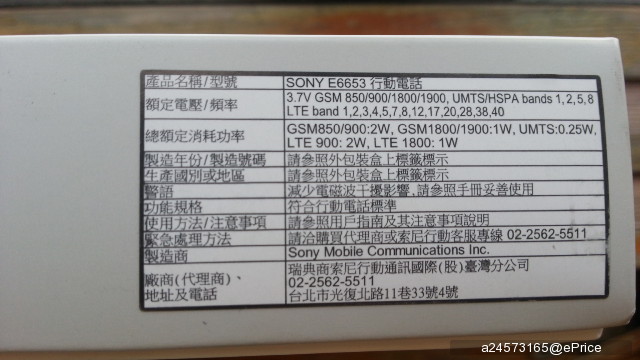 產品名稱/型號 SONY E6653 行動電話
額定電壓/頻率 3.7V GSM 850/900/1800/1900, UMTS/HSPA bands 1, 2, 5, 8
LTE band 1,2,3,4,5,7,8,12,17,20,28,38,40
總額定消耗功率 GSM850/900:2W, GSM1800/1900:1W, UMTS:0.25W,
LTE 900: 2W, LTE 1800: 1W
製造年份/製造號碼 請參照外包裝盒上標籤標示
生產國別或地區 請參照外包裝盒上標籤標示
警語 減少電磁波干擾影響,請參照手冊妥善使用
功能規格 符合行動電話標準
使用方法/注意事項 請參照用戶指南及其注意事項說明
緊急處理方法 請洽購買代理商或索尼行動客服專線 02-2562-5511
製造商 Sony Mobile Communications Inc.
廠商(代理商)、
地址及電話
瑞典商索尼行動通訊國際(股)臺灣分公司
02-2562-5511
台北市光復北路11巷33號4號
a24573165@ePrice